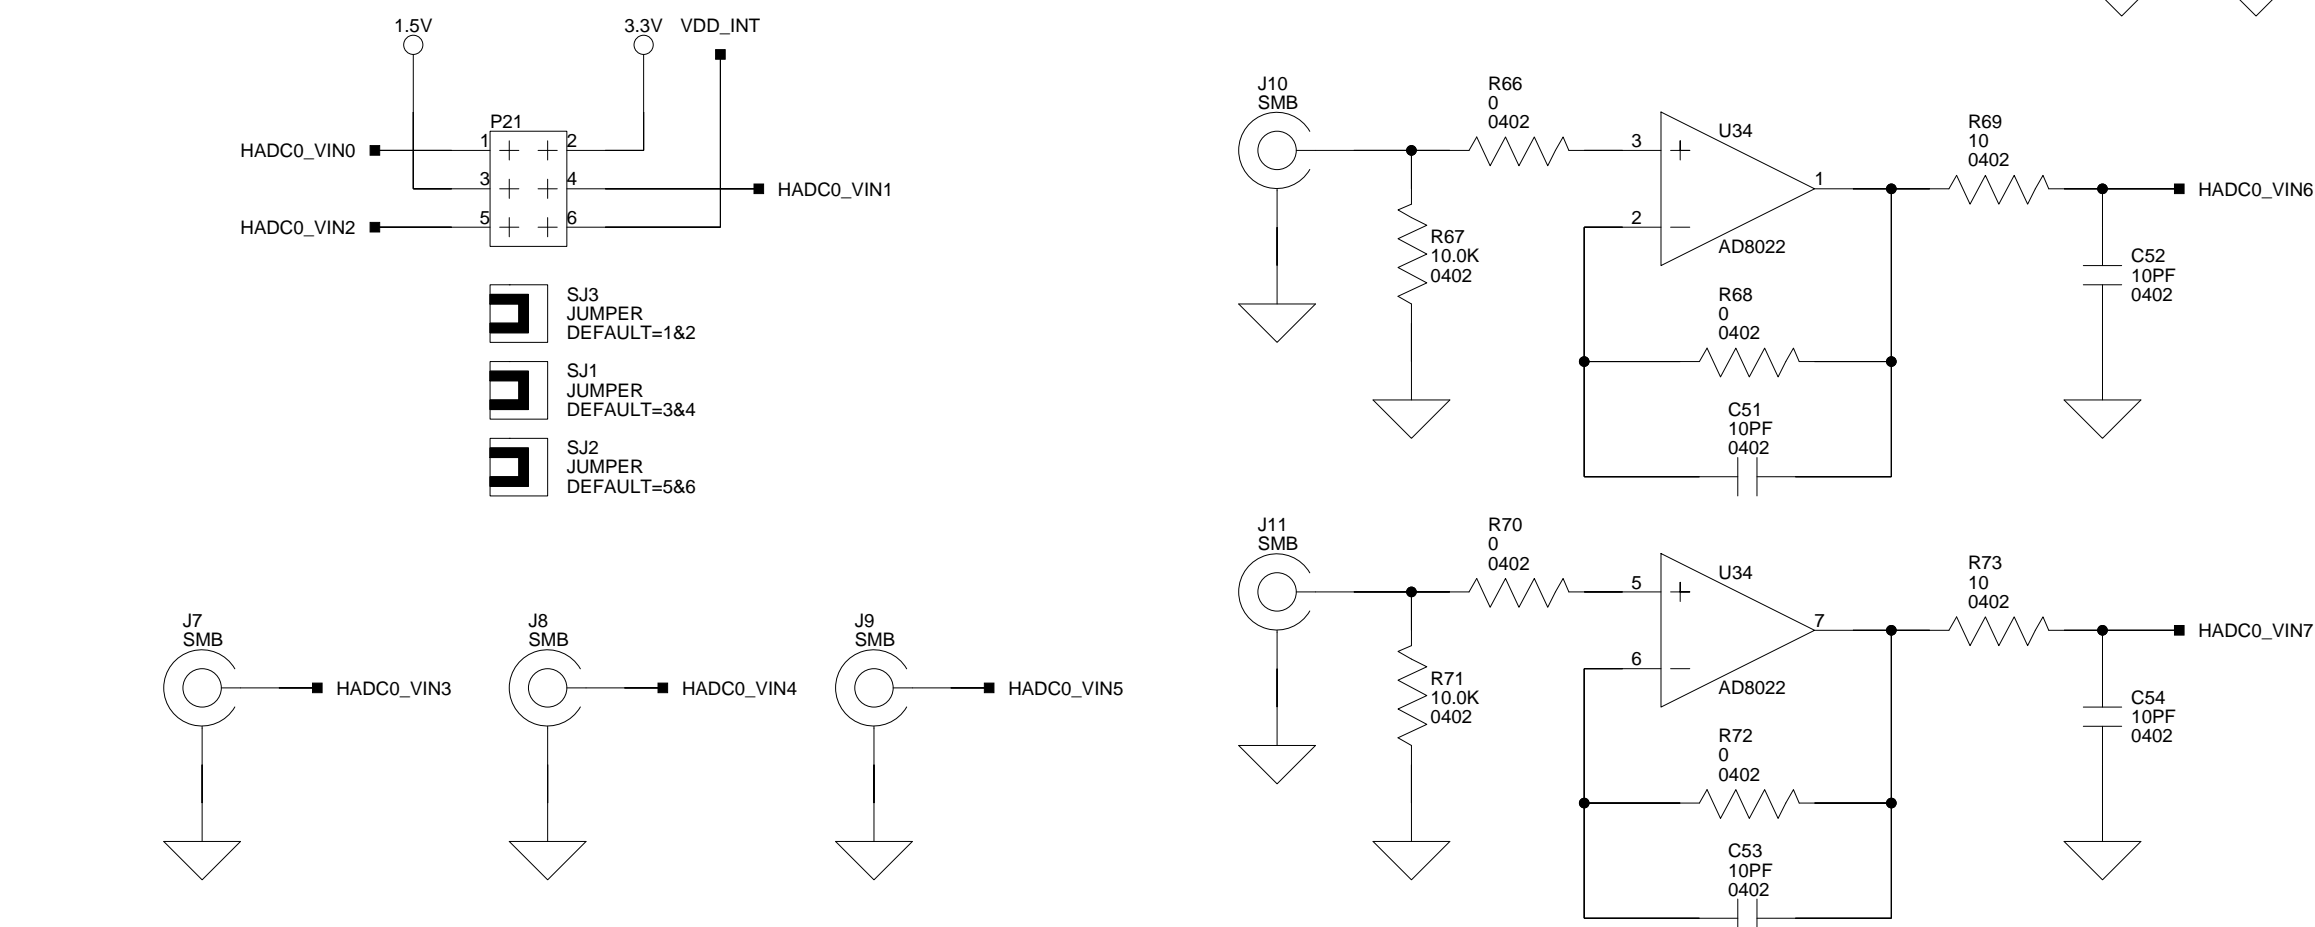 1.5V
3.3V
VDD_INT
P21
HADC0_VIN0
1
2
3
4
HADC0_VIN1
HADC0_VIN2
5
6
SJ3
JUMPER
DEFAULT=1&2
SJ1
JUMPER
DEFAULT=3&4
SJ2
JUMPER
DEFAULT=5&6
J7
SMB
HADC0_VIN3
J8
SMB
HADC0_VIN4
J9
SMB
HADC0_VIN5
J10
SMB
R66
0
0402
R67
10.0K
0402
3
2
U34
1
AD8022
R68
0
0402
C51
10PF
0402
R69
10
0402
HADC0_VIN6
C52
10PF
0402
J11
SMB
R70
0
0402
R71
10.0K
0402
5
6
U34
7
AD8022
R72
0
0402
C53
10PF
0402
R73
10
0402
HADC0_VIN7
C54
10PF
0402